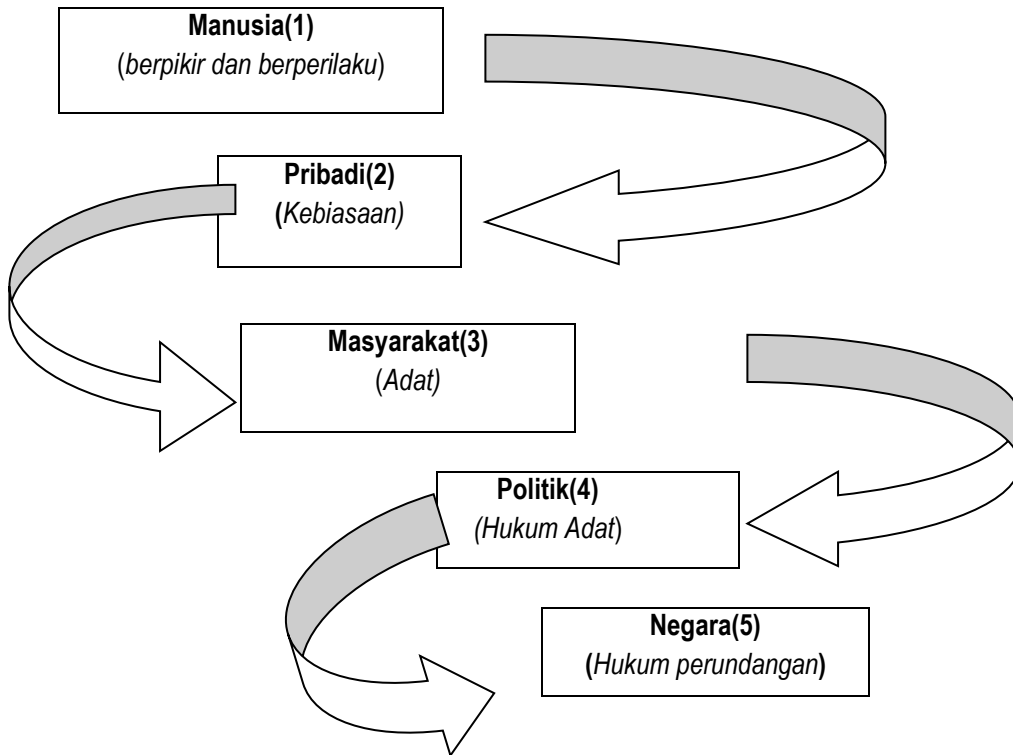 Manusia(1)
(berpikir dan berperilaku)
Pribadi(2)
(Kebiasaan)
Masyarakat(3)
(Adat)
Politik(4)
(Hukum Adat)
Negara(5)
(Hukum perundangan)